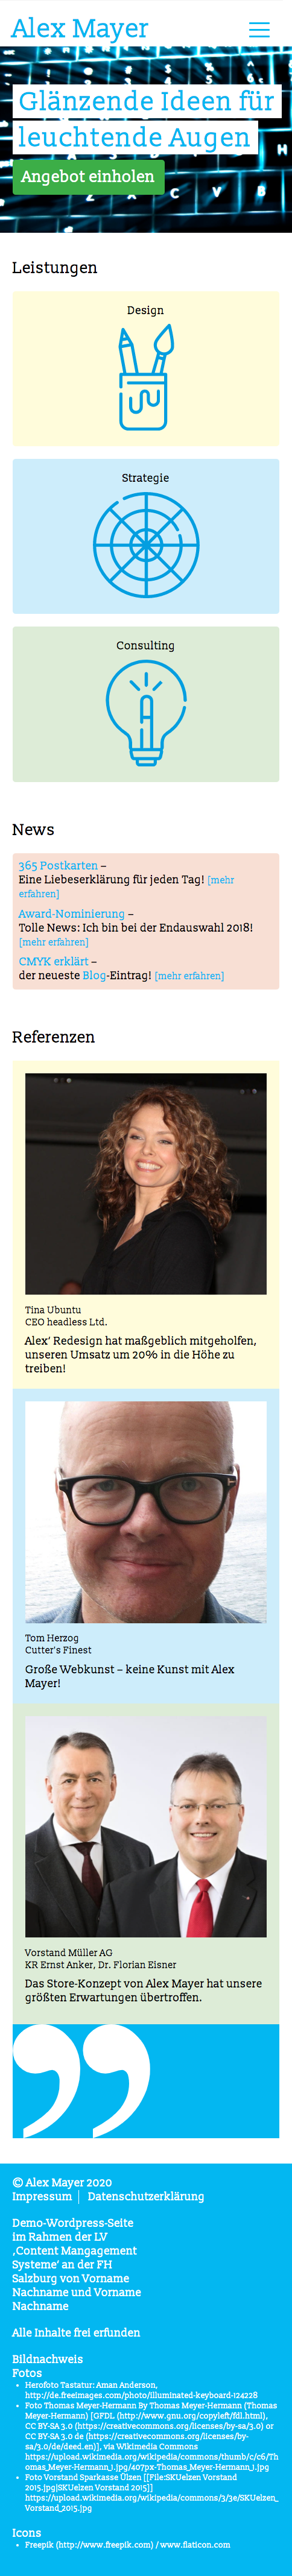 Alex Mayer
Glänzende Ideen für
leuchtende Augen
Angebot einholen
Leistungen
Design
Strategie
Consulting
News
365 Postkarten –
Eine Liebeserklärung für jeden Tag! [mehr
erfahren]
Award-Nominierung –
Tolle News: Ich bin bei der Endauswahl 2018!
[mehr erfahren]
CMYK erklärt –
der neueste Blog-Eintrag! [mehr erfahren]
Referenzen
Tina Ubuntu
CEO headless Ltd.
Alex’ Redesign hat maßgeblich mitgeholfen,
unseren Umsatz um 20% in die Höhe zu
treiben!
Tom Herzog
Cutter's Finest
Große Webkunst – keine Kunst mit Alex
Mayer!
Vorstand Müller AG
KR Ernst Anker, Dr. Florian Eisner
Das Store-Konzept von Alex Mayer hat unsere
größten Erwartungen übertroffen.
© Alex Mayer 2020
Impressum | Datenschutzerklärung
Demo-Wordpress-Seite
im Rahmen der LV
‚Content Mangagement
Systeme‘ an der FH
Salzburg von Vorname
Nachname und Vorname
Nachname
Alle Inhalte frei erfunden
Bildnachweis
Fotos
Herofoto Tastatur: Aman Anderson,
http://de.freeimages.com/photo/illuminated-keyboard-124228
Foto Thomas Meyer-Hermann By Thomas Meyer-Hermann (Thomas
Meyer-Hermann) [GFDL (http://www.gnu.org/copyleft/fdl.html),
CC BY-SA 3.0 (https://creativecommons.org/licenses/by-sa/3.0) or
CC BY-SA 3.0 de (https://creativecommons.org/licenses/by-
sa/3.0/de/deed.en)], via Wikimedia Commons
https://upload.wikimedia.org/wikipedia/commons/thumb/c/c6/Th
omas_Meyer-Hermann_1.jpg/407px-Thomas_Meyer-Hermann_1.jpg
Foto Vorstand Sparkasse Ülzen [[File:SKUelzen Vorstand
2015.jpg|SKUelzen Vorstand 2015]]
https://upload.wikimedia.org/wikipedia/commons/3/3e/SKUelzen_
Vorstand_2015.jpg
Icons
Freepik (http://www.freepik.com) / www.flaticon.com